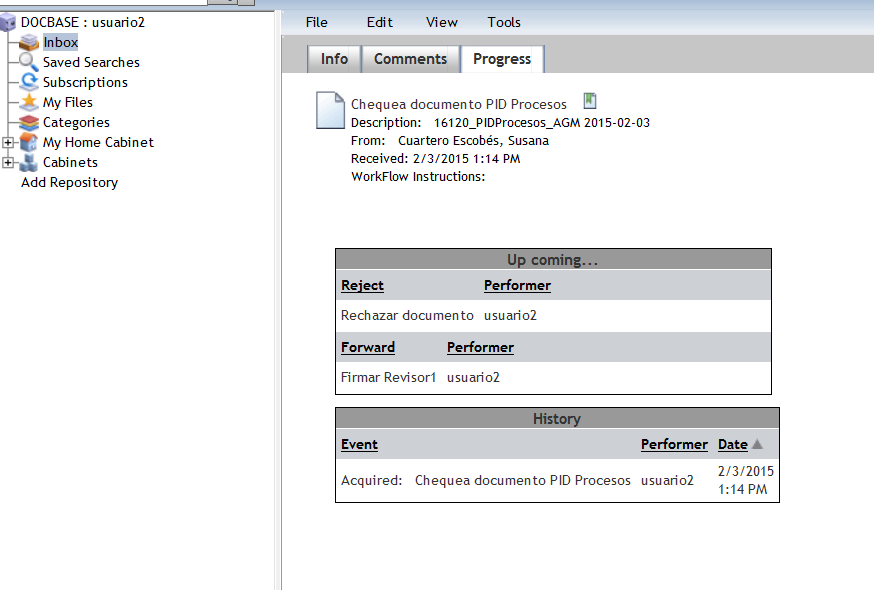 DOCBASE : usuario2
Inbox
Saved Searches
Subscriptions
My Files
Categories
My Home Cabinet
Cabinets
Add Repository
File Edit View Tools
Info Comments Progress
Chequea documento PID Procesos
Description: 16120_PIDProcesos_AGM 2015-02-03
From: Cuartero Escobés, Susana
Received: 2/3/2015 1:14 PM
WorkFlow Instructions:
Up coming...
Reject Performer
Rechazar documento usuario2
Forward Performer
Firmar Revisor1 usuario2
History
Event Performer Date
Acquired: Chequea documento PID Procesos usuario2 2/3/2015
1:14 PM